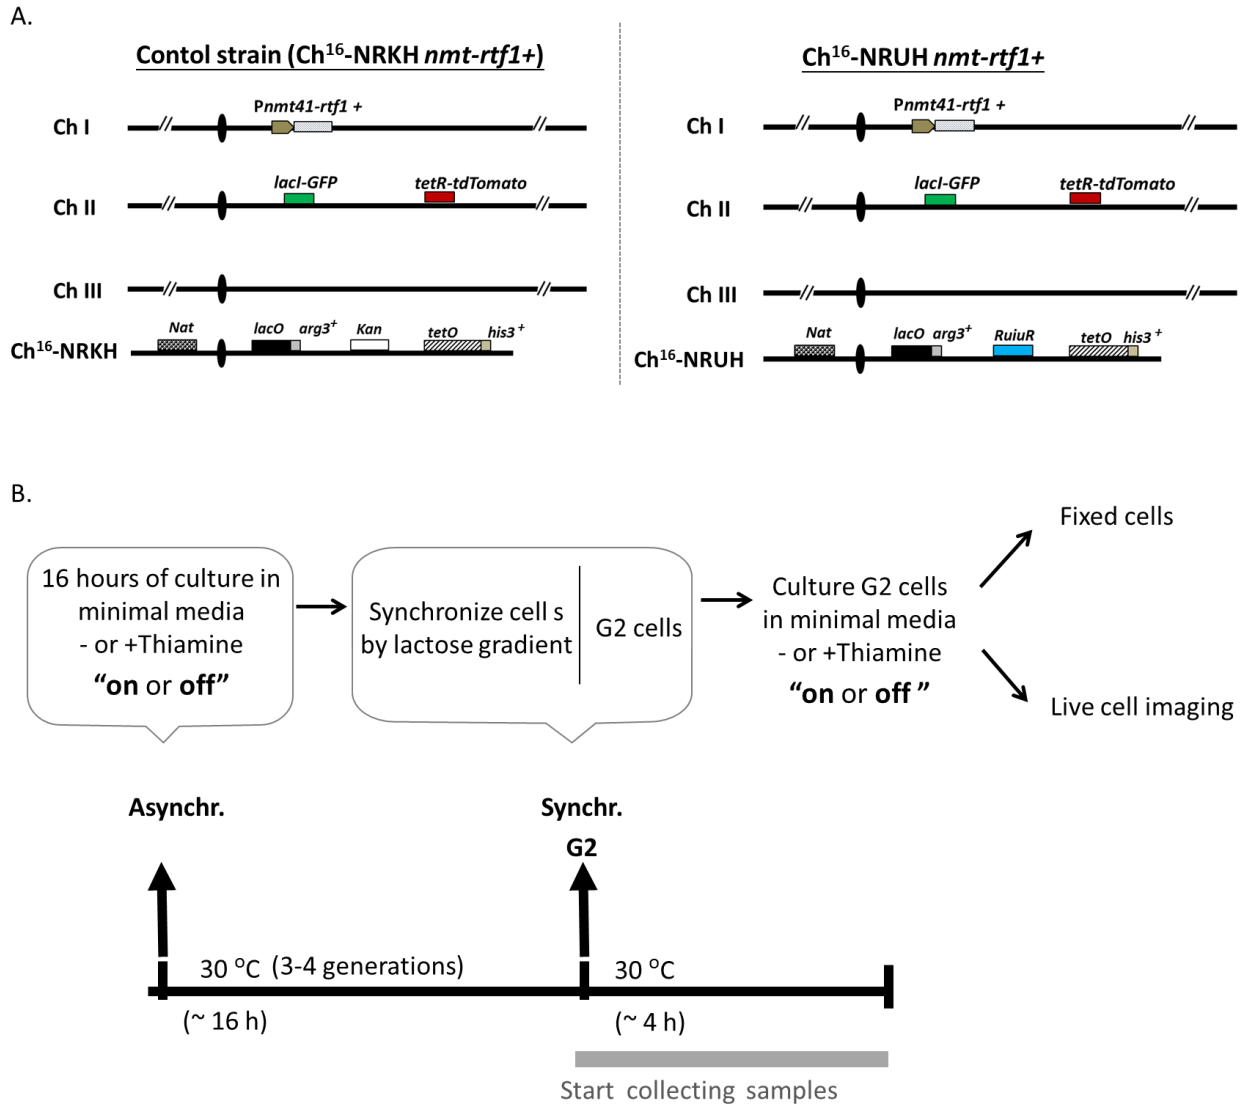 A.
Contol strain (Ch16-NRKH nmt-rtf1+)
Ch I
Pnmt41-rtf1 +
Ch II
lacI-GFP
tetR-tdTomato
Ch III
Ch16-NRKH
Nat
lacO
arg3+
Kan
tetO
his3 +
Ch16-NRUH nmt-rtf1+
Ch I
Pnmt41-rtf1 +
Ch II
lacI-GFP
tetR-tdTomato
Ch III
Ch16-NRUH
Nat
lacO
arg3+
RuiuR
tetO
his3 +
B.
16 hours of culture in
minimal media
- or +Thiamine
“on or off”
Synchronize cell s
by lactose gradient
G2 cells
Culture G2 cells
in minimal media
- or +Thiamine
“on or off ”
Fixed cells
Live cell imaging
Asynchr.
Synchr.
G2
30 oC (3-4 generations)
30 oC
(~ 16 h)
(~ 4 h)
Start collecting samples